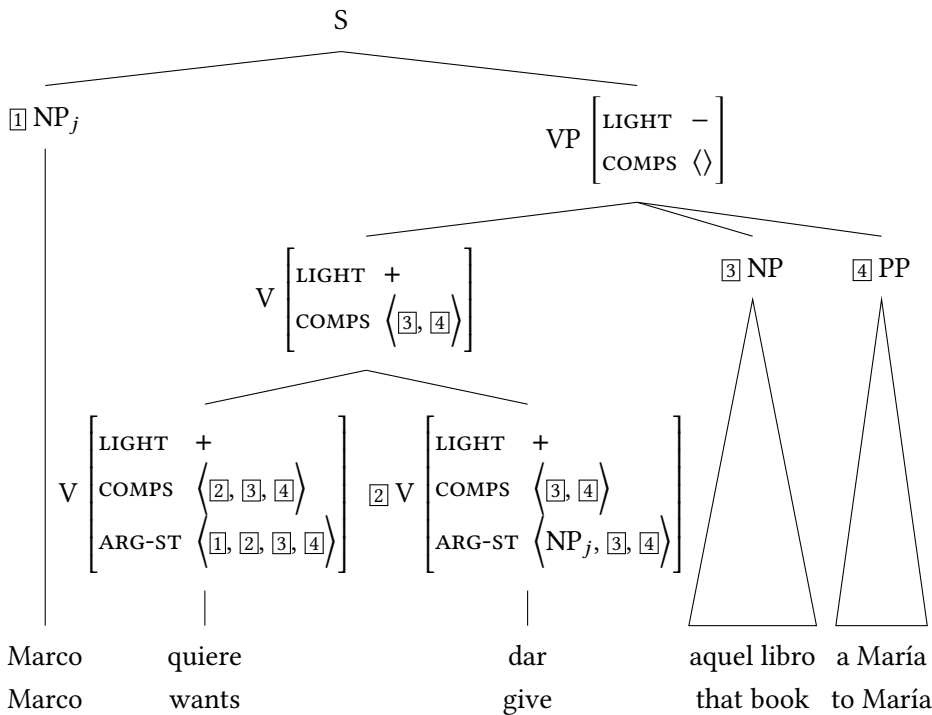 S
1 NPj
VP [LIGHT − COMPS ⟨⟩]
V [LIGHT + COMPS ⟨3, 4⟩]
3 NP
4 PP
V [LIGHT + COMPS ⟨2, 3, 4⟩ ARG-ST ⟨1, 2, 3, 4⟩]
2 V [LIGHT + COMPS ⟨3, 4⟩ ARG-ST ⟨NPj, 3, 4⟩]
Marco quiere dar aquel libro a María
Marco wants give that book to María